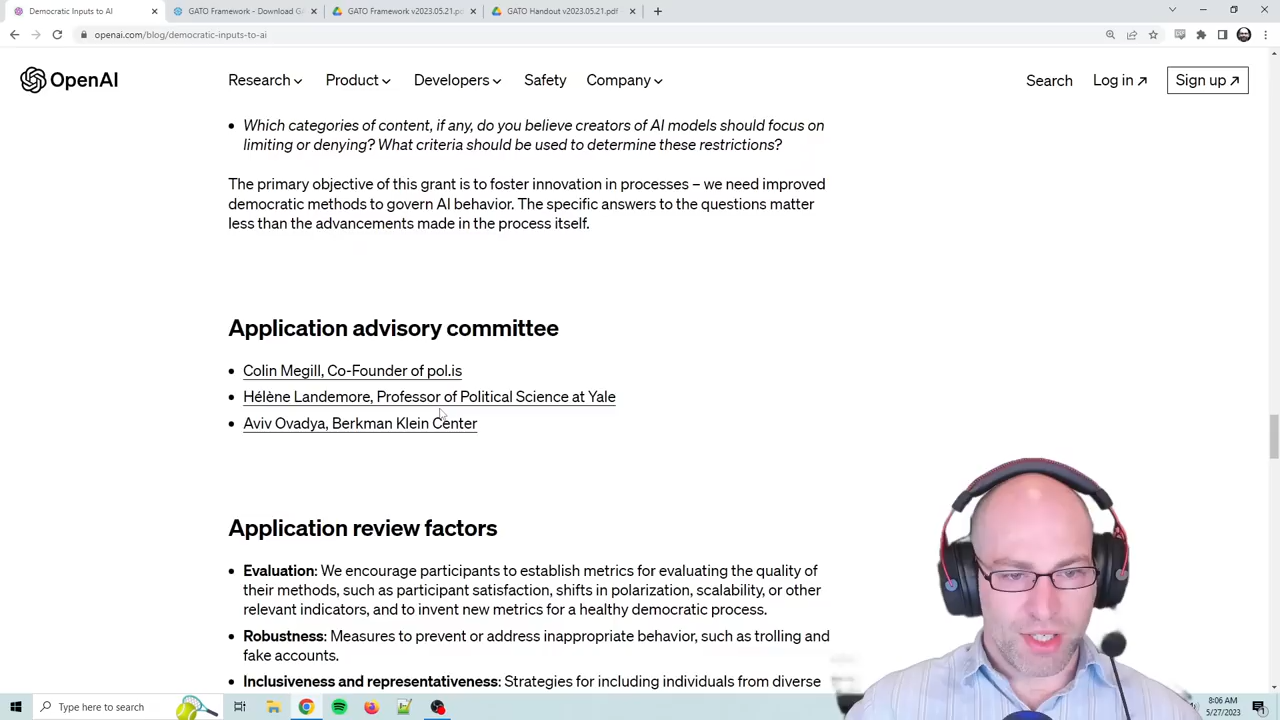 Democratic Inputs to AI
GATO Framework - Download GA
GATO Framework v2023.05.21.pd
GATO Handout v2023.05.21.pdf
openai.com/blog/democratic-inputs-to-ai
OpenAI
Research
Product
Developers
Safety
Company
Search
Log in ↗
Sign up ↗
• Which categories of content, if any, do you believe creators of AI models should focus on
limiting or denying? What criteria should be used to determine these restrictions?
The primary objective of this grant is to foster innovation in processes – we need improved
democratic methods to govern AI behavior. The specific answers to the questions matter
less than the advancements made in the process itself.
Application advisory committee
• Colin Megill, Co-Founder of pol.is
• Hélène Landemore, Professor of Political Science at Yale
• Aviv Ovadya, Berkman Klein Center
Application review factors
• Evaluation: We encourage participants to establish metrics for evaluating the quality of
their methods, such as participant satisfaction, shifts in polarization, scalability, or other
relevant indicators, and to invent new metrics for a healthy democratic process.
• Robustness: Measures to prevent or address inappropriate behavior, such as trolling and
fake accounts.
• Inclusiveness and representativeness: Strategies for including individuals from diverse
Type here to search
8:06 AM
5/27/2023